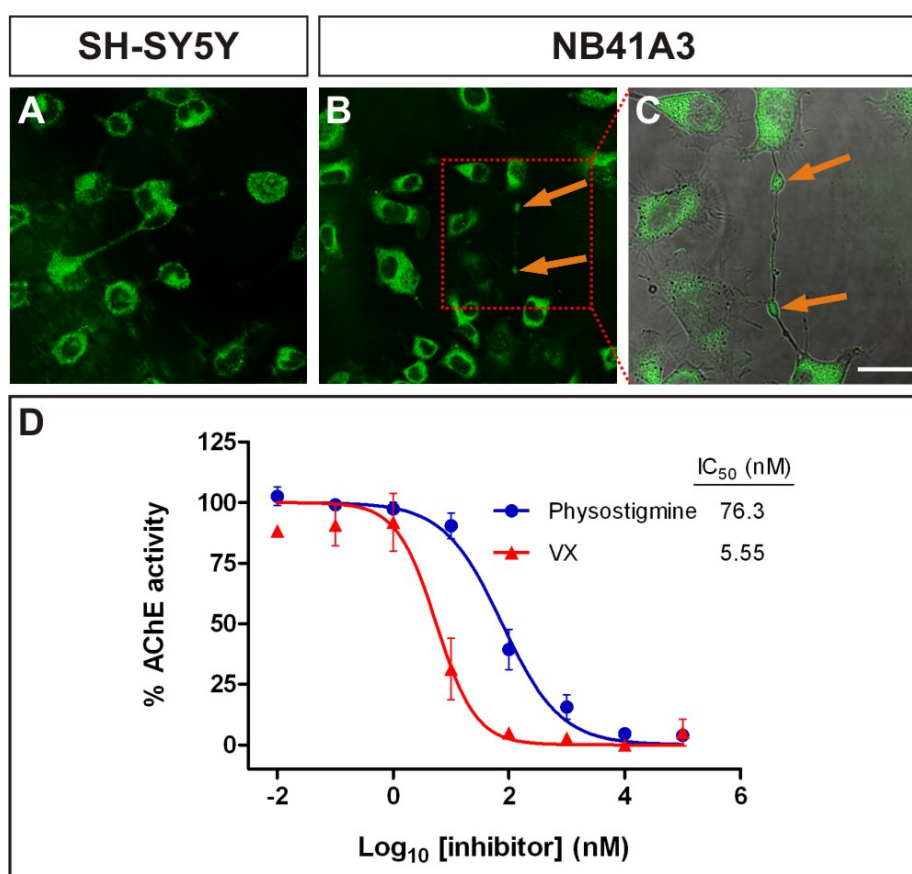 SH-SY5Y
NB41A3
A
B
C
D
125
100
75
50
25
0
% AChE activity
-2
0
2
4
6
Log₁₀ [inhibitor] (nM)
IC₅₀ (nM)
Physostigmine 76.3
VX 5.55